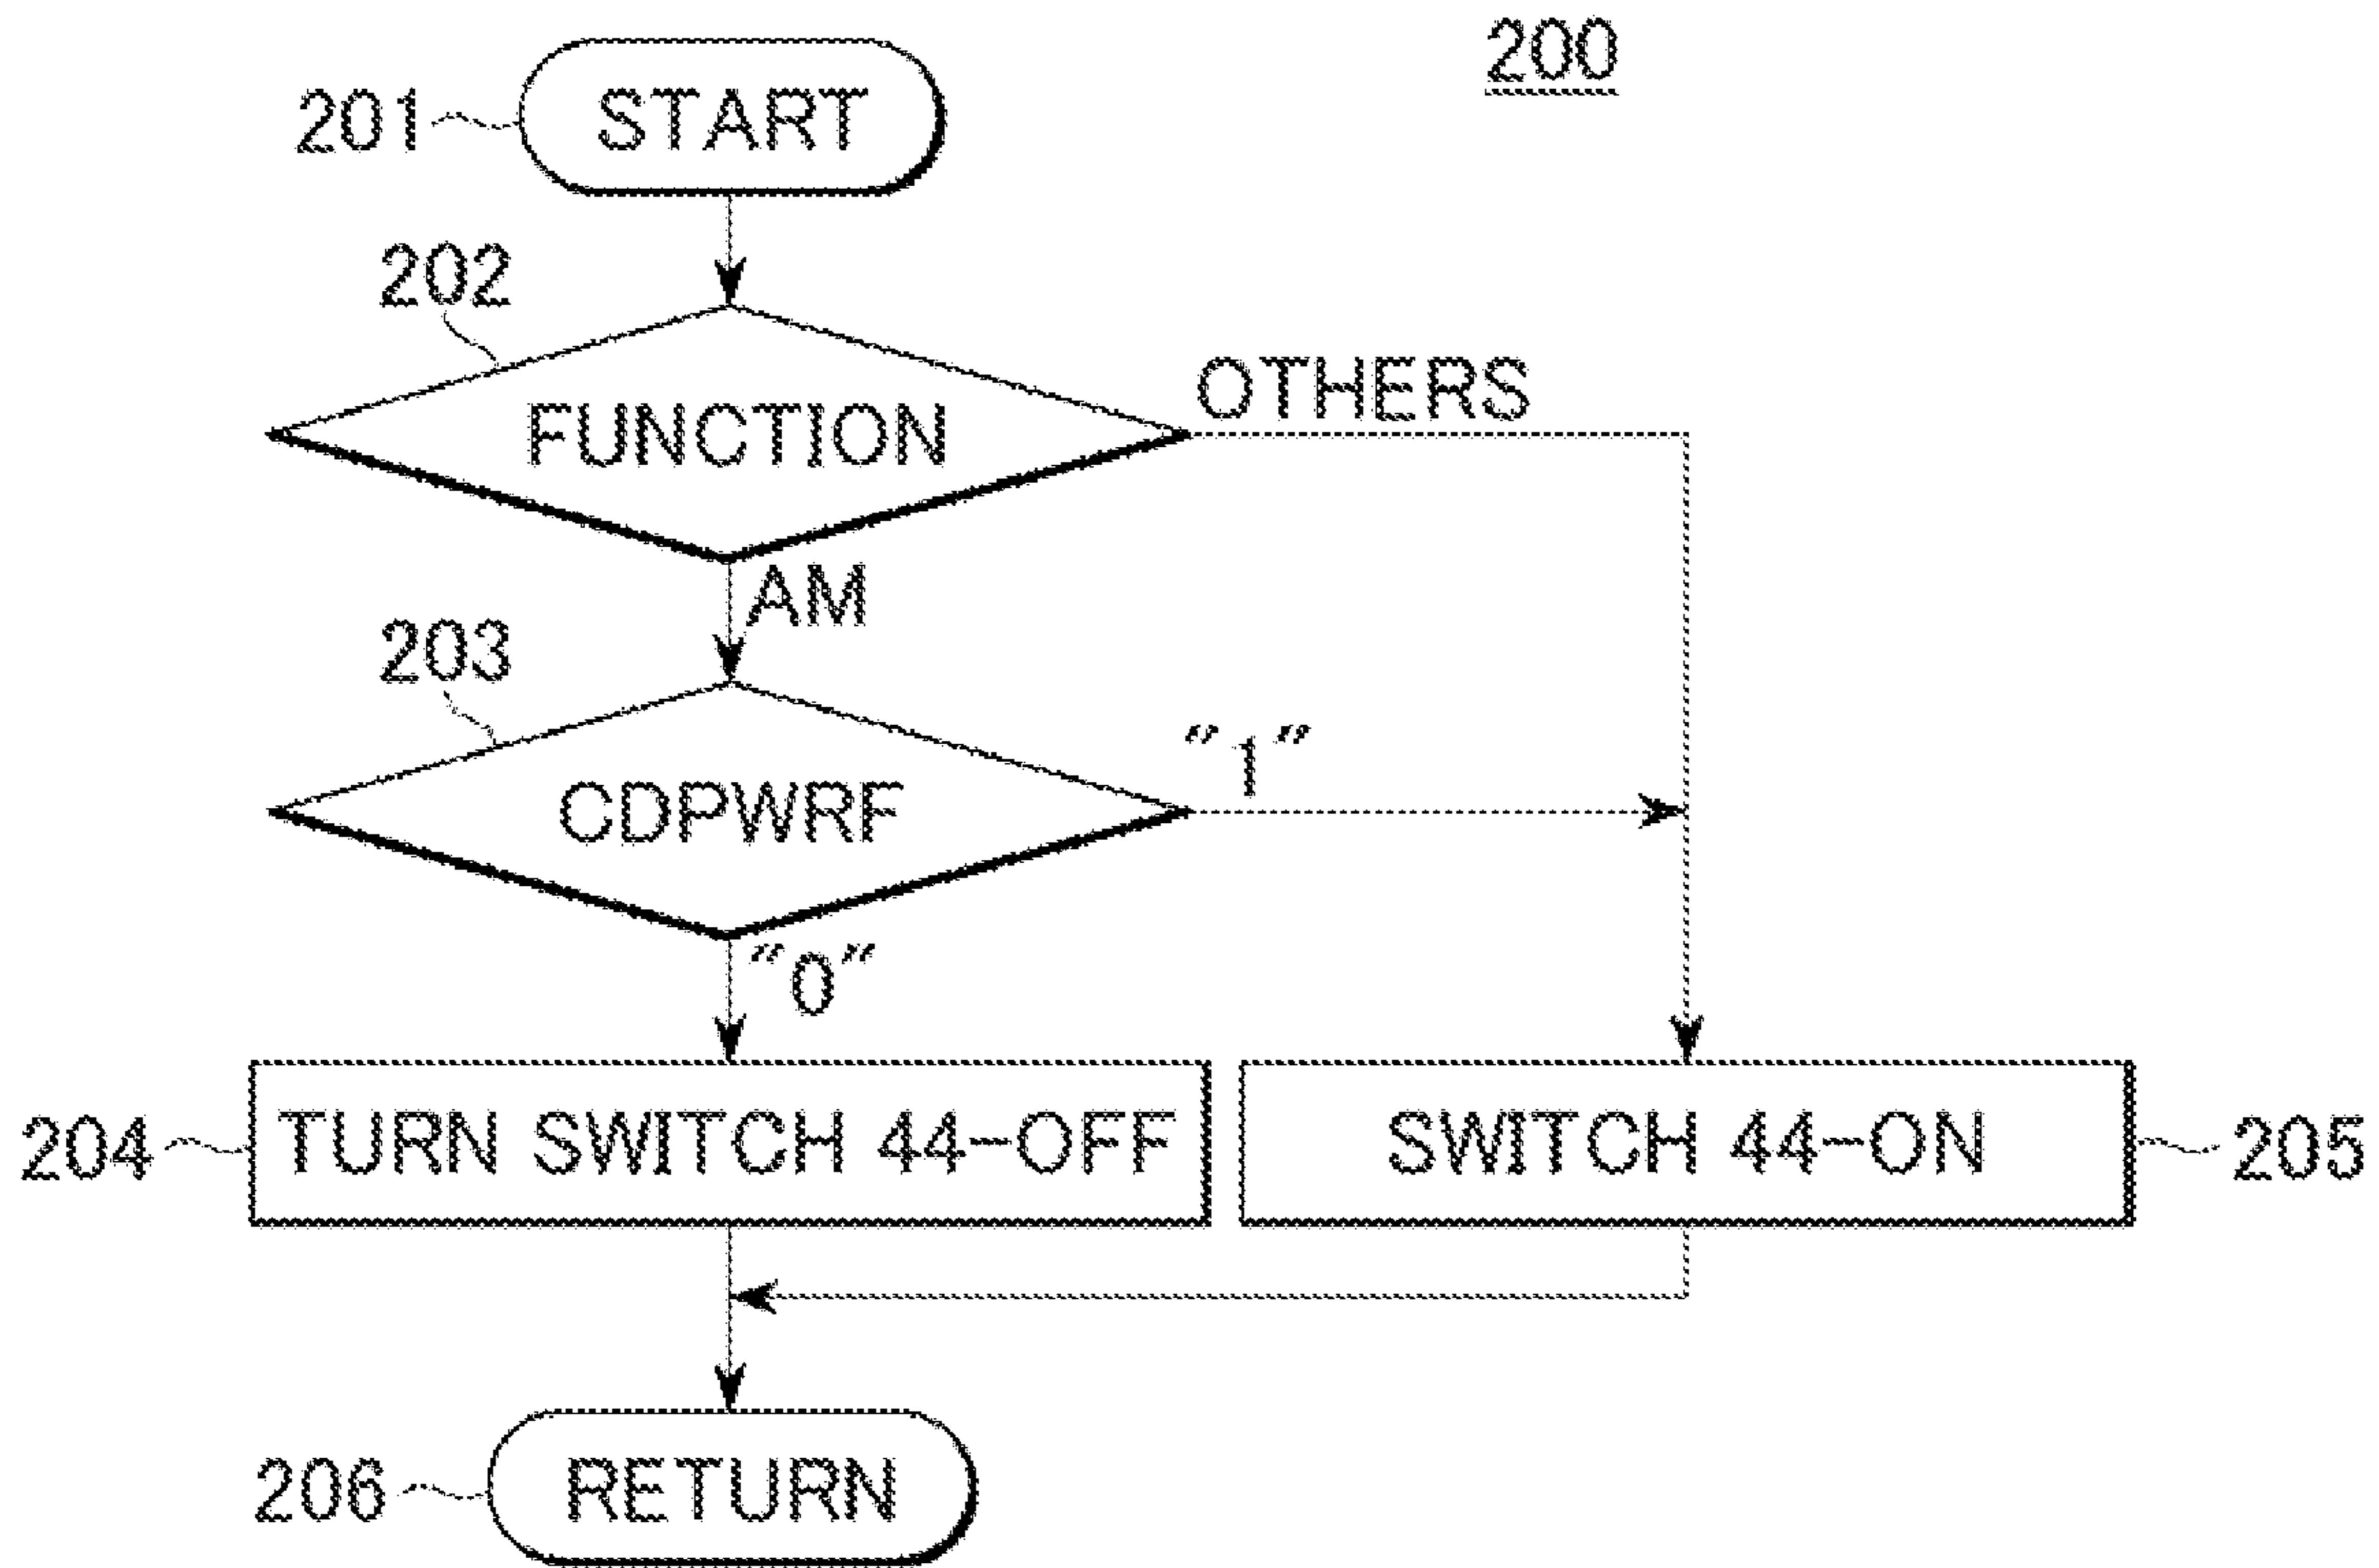 200
201
START
202
FUNCTION
OTHERS
AM
203
CDPWRF
"1"
"0"
204
TURN SWITCH 44-OFF
SWITCH 44-ON
205
206
RETURN